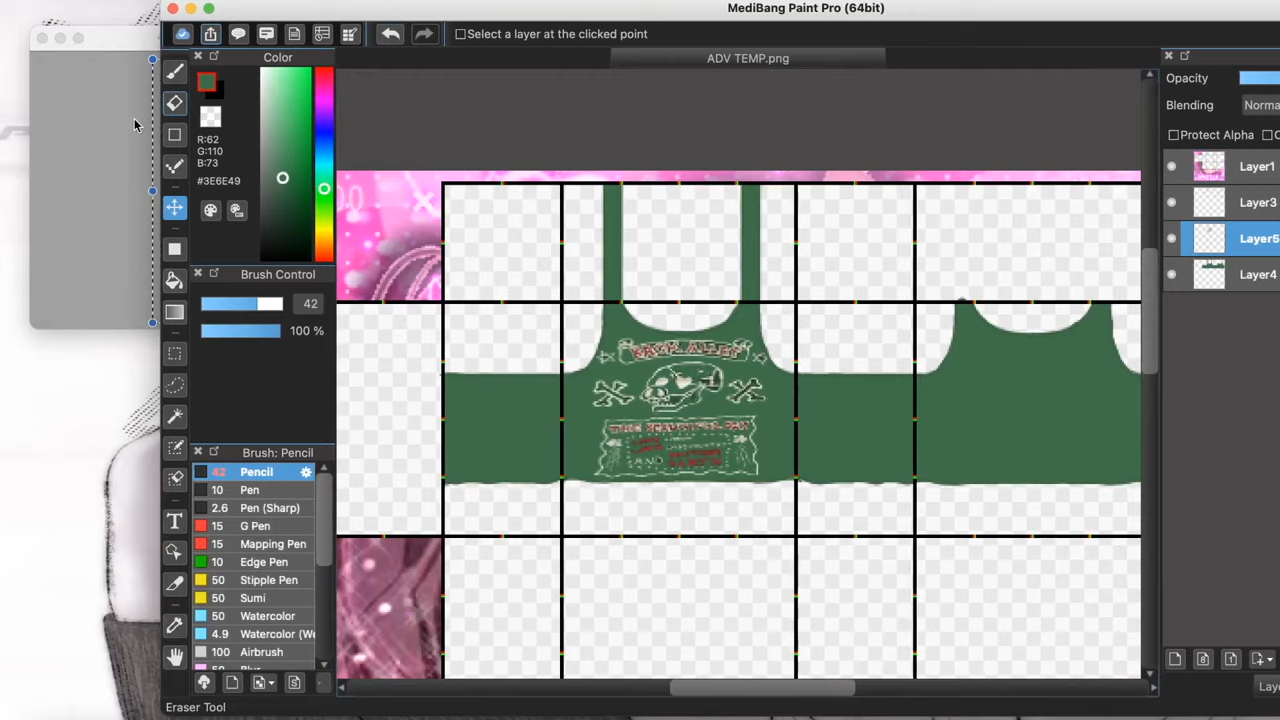 MediBang Paint Pro (64bit)
Select a layer at the clicked point
Color
ADV TEMP.png
Opacity
Blending
Norma
Protect Alpha
R:62
G:110
B:73
#3E6E49
Layer1
Layer3
Layer5
Layer4
Brush Control
42
100 %
Brush: Pencil
42 Pencil
10 Pen
2.6 Pen (Sharp)
15 G Pen
15 Mapping Pen
10 Edge Pen
50 Stipple Pen
50 Sumi
50 Watercolor
4.9 Watercolor (We
100 Airbrush
Laye
Eraser Tool